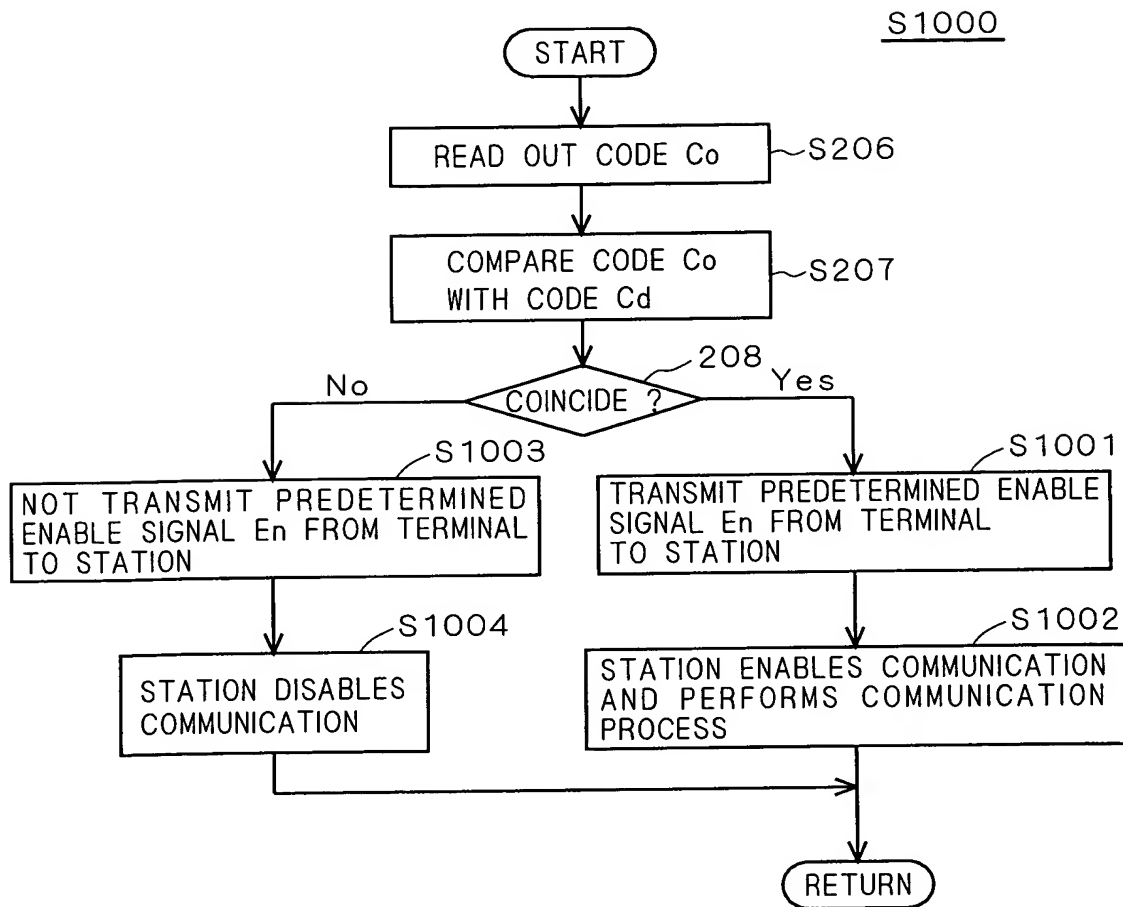 S1000
START
READ OUT CODE Co
S206
COMPARE CODE Co
WITH CODE Cd
S207
208
COINCIDE ?
No
Yes
S1003
NOT TRANSMIT PREDETERMINED
ENABLE SIGNAL En FROM TERMINAL
TO STATION
S1001
TRANSMIT PREDETERMINED ENABLE
SIGNAL En FROM TERMINAL
TO STATION
S1004
STATION DISABLES
COMMUNICATION
S1002
STATION ENABLES COMMUNICATION
AND PERFORMS COMMUNICATION
PROCESS
RETURN